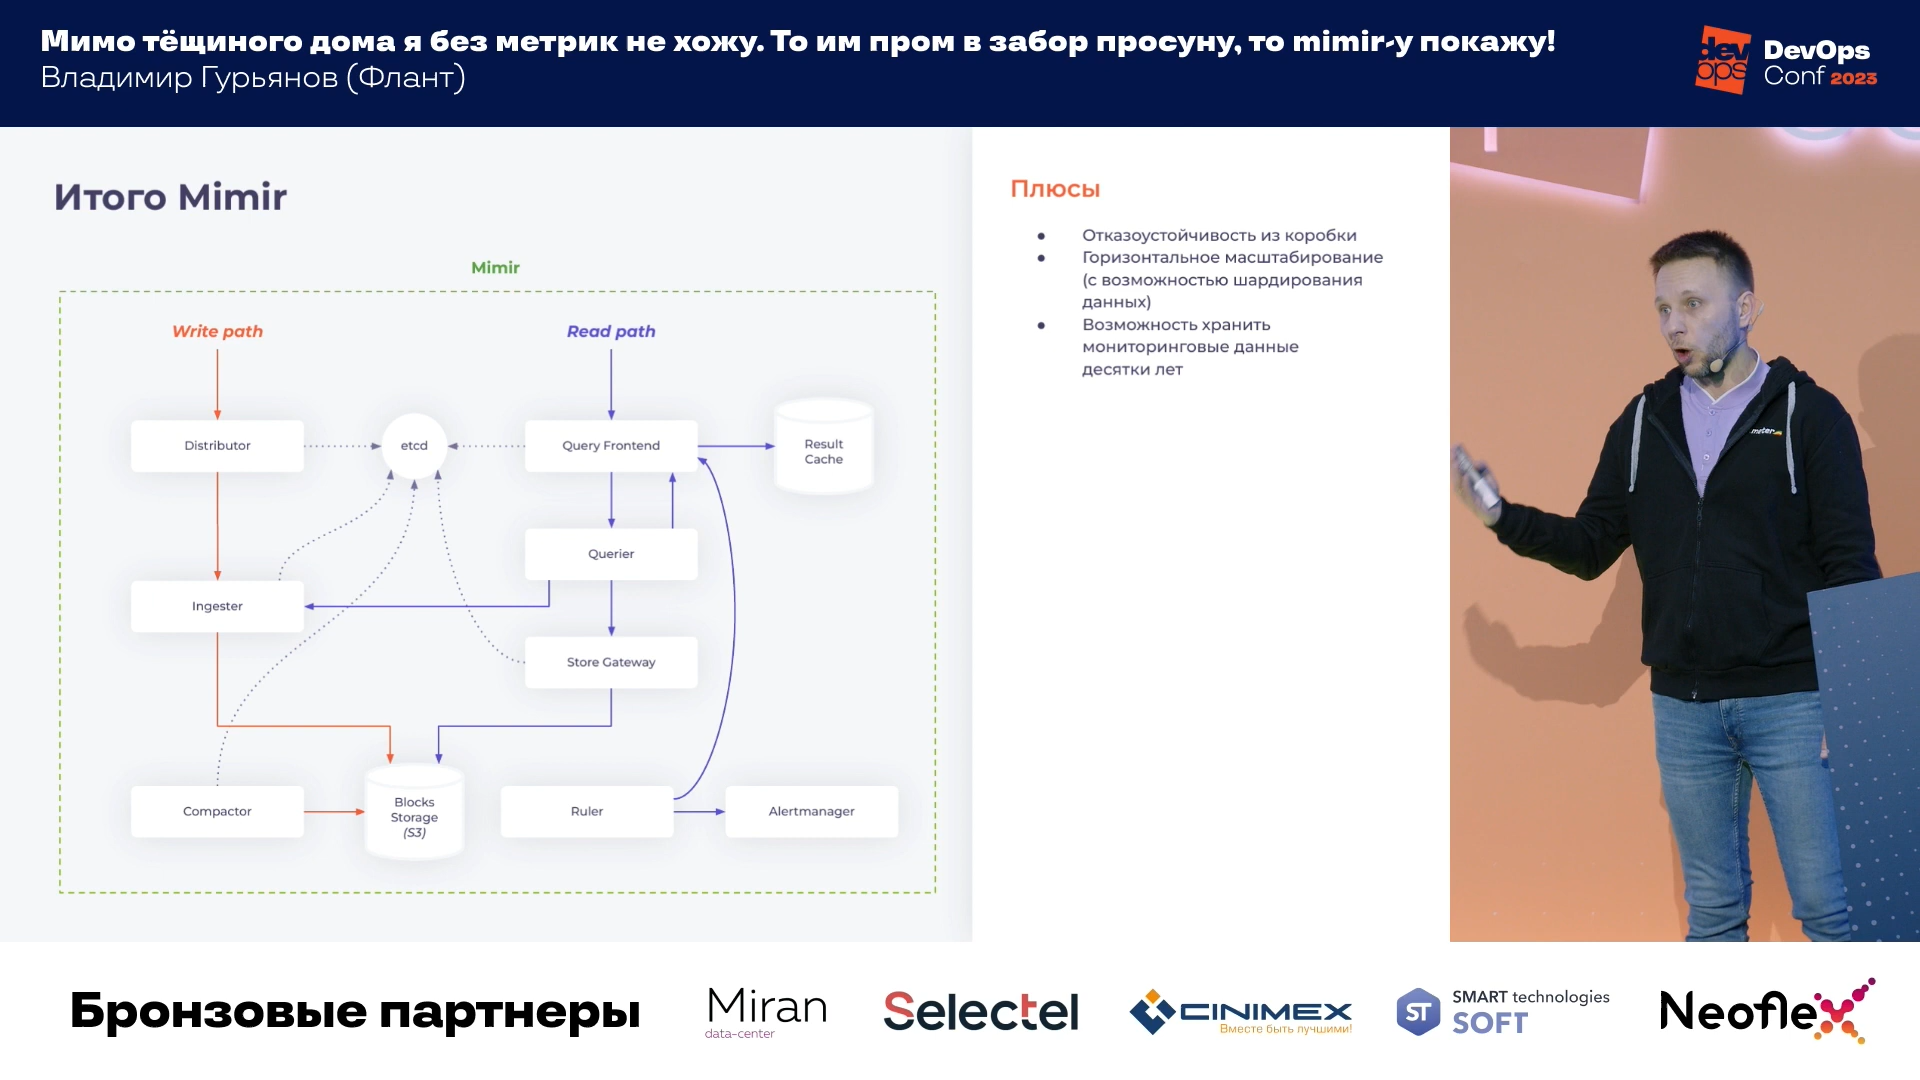 Мимо тёщиного дома я без метрик не хожу. То им пром в забор просуну, то mimir-у покажу!
Владимир Гурьянов (Флант)
dev
ops
DevOps
Conf 2023
Итого Mimir
Mimir
Write path
Read path
Distributor
etcd
Query Frontend
Result
Cache
Querier
Ingester
Store Gateway
Compactor
Blocks
Storage
(S3)
Ruler
Alertmanager
Плюсы
● Отказоустойчивость из коробки
● Горизонтальное масштабирование
(с возможностью шардирования
данных)
● Возможность хранить
мониторинговые данные
десятки лет
Бронзовые партнеры
Miran
data-center
Selectel
CINIMEX
Вместе быть лучшими!
ST
SMART technologies
SOFT
Neoflex